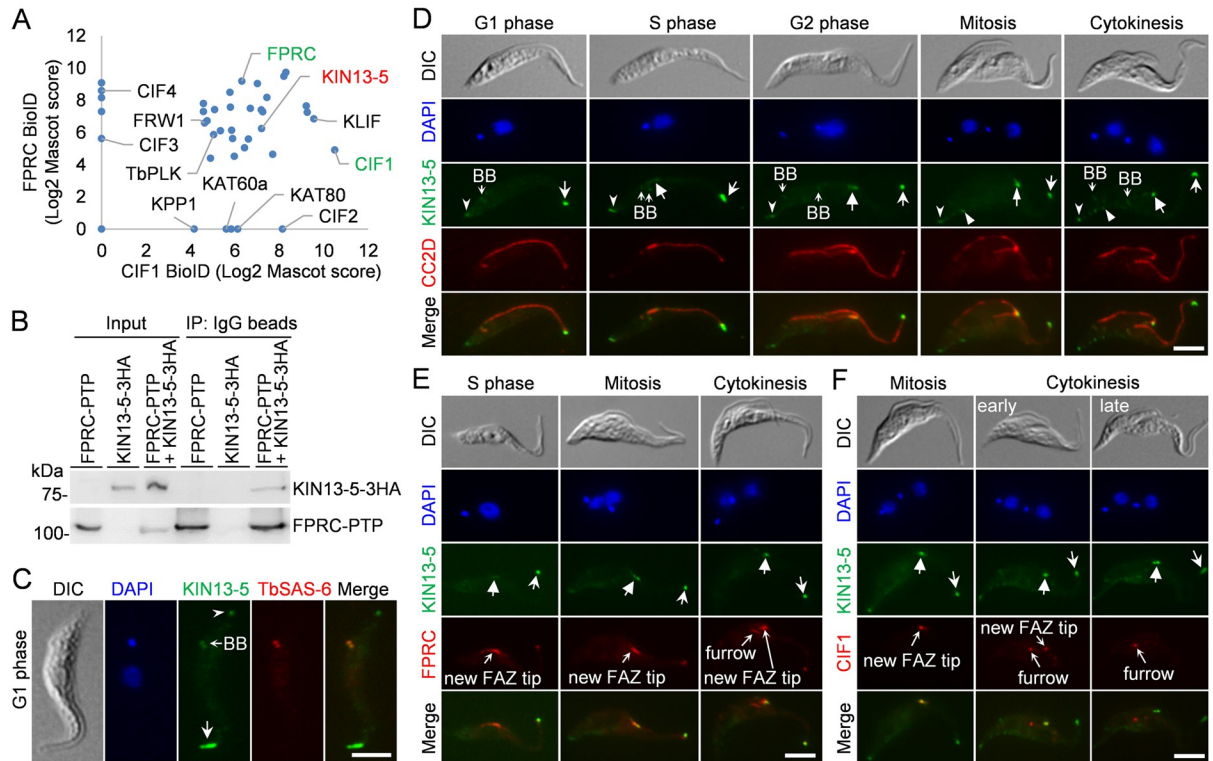 A
FPRC BioID
(Log2 Mascot score)
12
10
8
6
4
2
0
0 2 4 6 8 10 12
CIF1 BioID (Log2 Mascot score)
FPRC
KIN13-5
CIF4
FRW1
CIF3
KLIF
TbPLK
CIF1
KAT60a
KPP1
KAT80
CIF2
B
Input IP: IgG beads
FPRC-PTP
KIN13-5-3HA
FPRC-PTP
+ KIN13-5-3HA
FPRC-PTP
KIN13-5-3HA
FPRC-PTP
+ KIN13-5-3HA
kDa
75-
KIN13-5-3HA
100-
FPRC-PTP
C
DIC DAPI KIN13-5 TbSAS-6 Merge
G1 phase
BB
D
G1 phase S phase G2 phase Mitosis Cytokinesis
DIC
DAPI
KIN13-5
BB
BB
BB
BB
BB
BB
CC2D
Merge
E
S phase Mitosis Cytokinesis
DIC
DAPI
KIN13-5
FPRC
new FAZ tip
new FAZ tip
furrow
new FAZ tip
Merge
F
Mitosis Cytokinesis
early late
DIC
DAPI
KIN13-5
CIF1
new FAZ tip
new FAZ tip
furrow
furrow
Merge